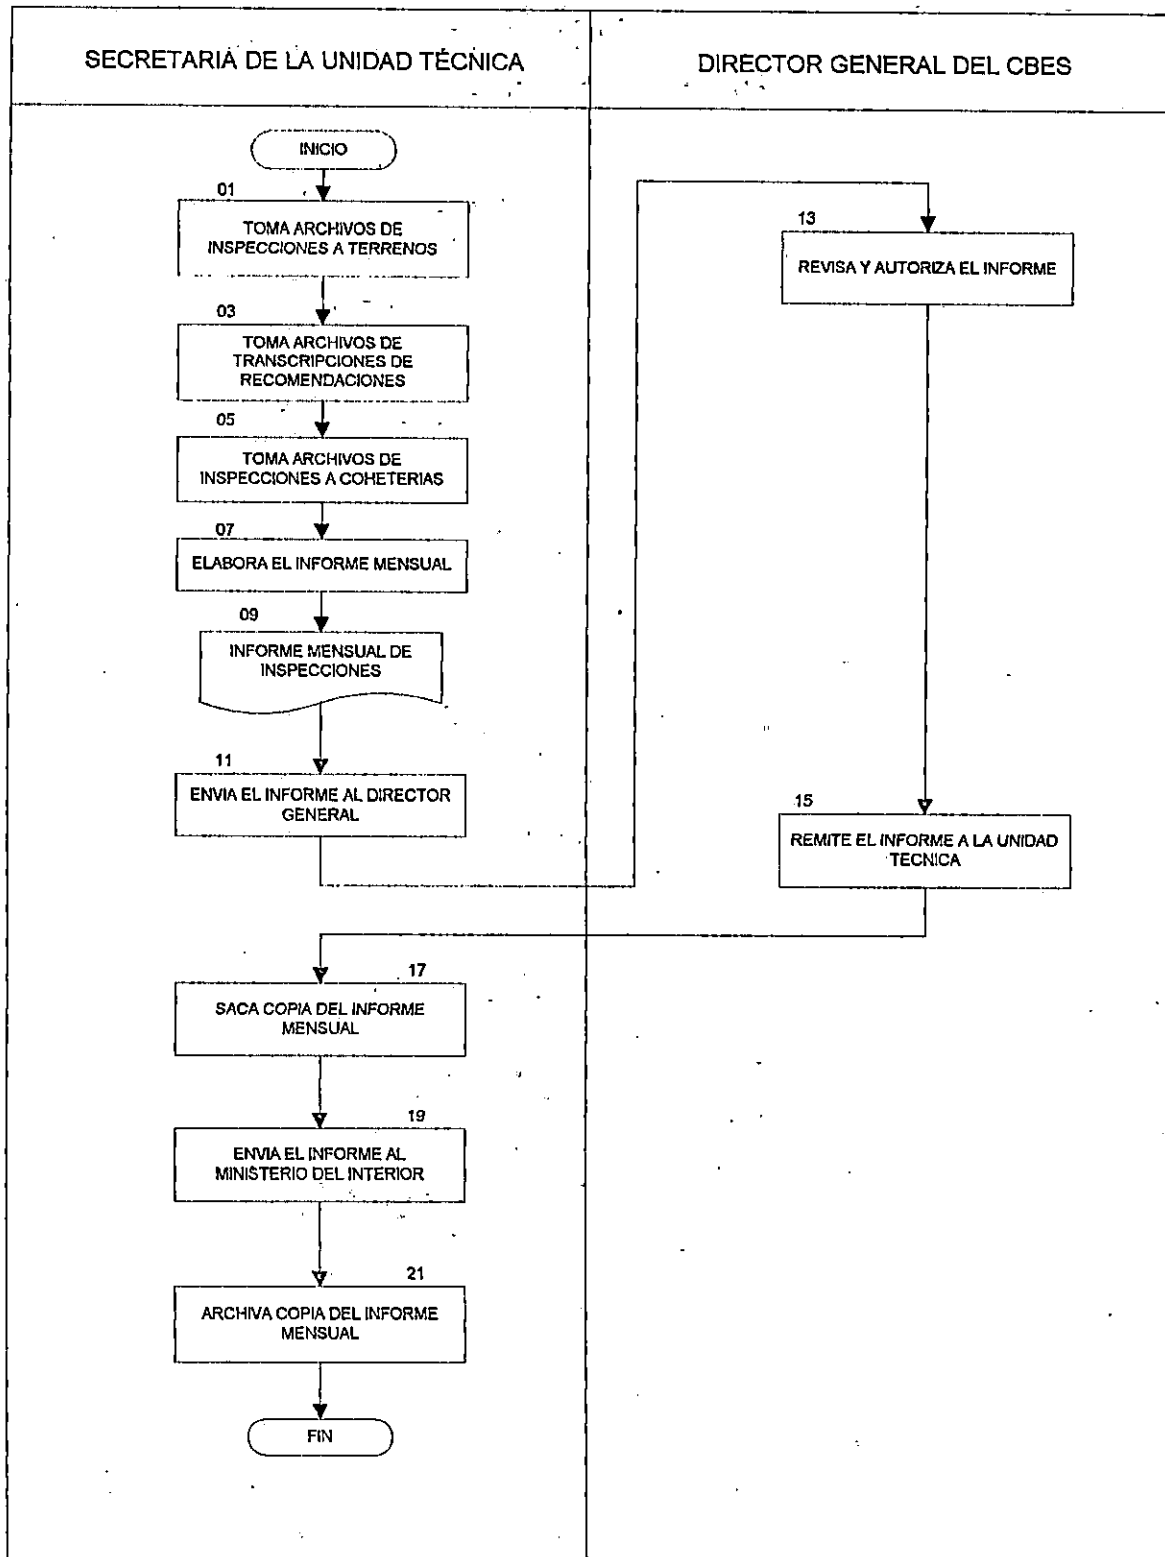 SECRETARIA DE LA UNIDAD TÉCNICA
DIRECTOR GENERAL DEL CBES
INICIO
01
TOMA ARCHIVOS DE
INSPECCIONES A TERRENOS
03
TOMA ARCHIVOS DE
TRANSCRIPCIONES DE
RECOMENDACIONES
05
TOMA ARCHIVOS DE
INSPECCIONES A COHETERIAS
07
ELABORA EL INFORME MENSUAL
09
INFORME MENSUAL DE
INSPECCIONES
11
ENVIA EL INFORME AL DIRECTOR
GENERAL
13
REVISA Y AUTORIZA EL INFORME
15
REMITE EL INFORME A LA UNIDAD
TECNICA
17
SACA COPIA DEL INFORME
MENSUAL
19
ENVIA EL INFORME AL
MINISTERIO DEL INTERIOR
21
ARCHIVA COPIA DEL INFORME
MENSUAL
FIN